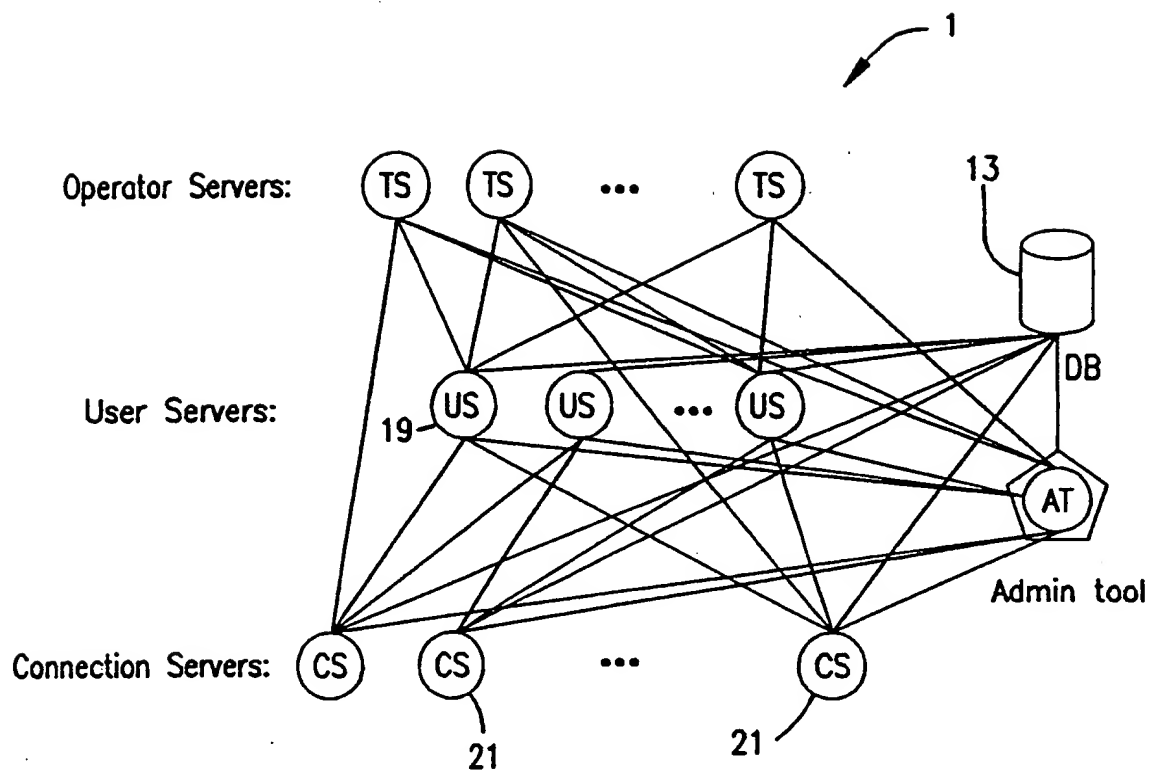 1
Operator Servers: TS TS ... TS
13
DB
User Servers: US US ... US
19
AT
Admin tool
Connection Servers: CS CS ... CS
21 21